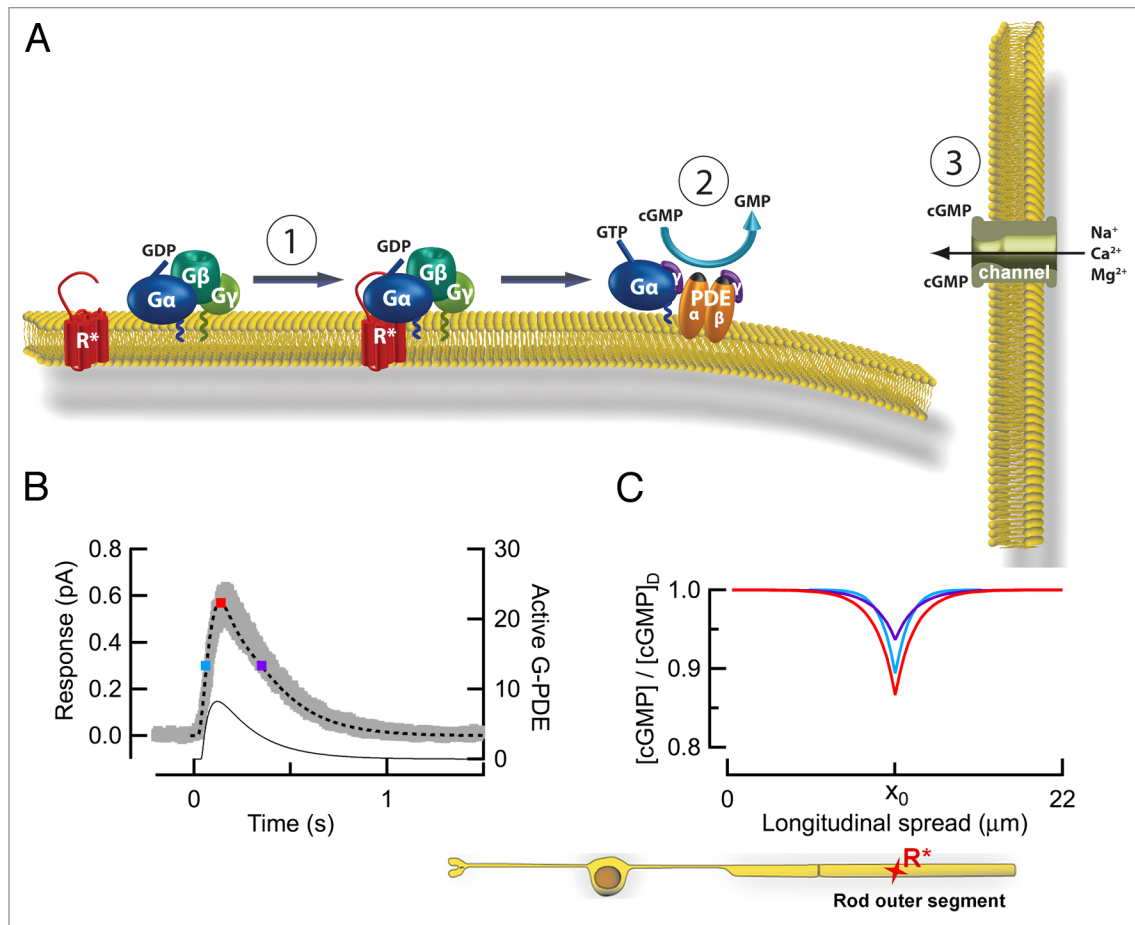 A
1
2
3
GDP
Gβ
Gα
Gγ
R*
GDP
Gβ
Gα
Gγ
R*
GTP
cGMP
GMP
Gα
γ
PDE
α
β
γ
cGMP
cGMP
channel
Na⁺
Ca²⁺
Mg²⁺
B
Response (pA)
0.8
0.6
0.4
0.2
0.0
30
20
10
0
Active G-PDE
0
1
Time (s)
C
[cGMP] / [cGMP]D
1.0
0.9
0.8
0
x0
22
Longitudinal spread (μm)
R*
Rod outer segment